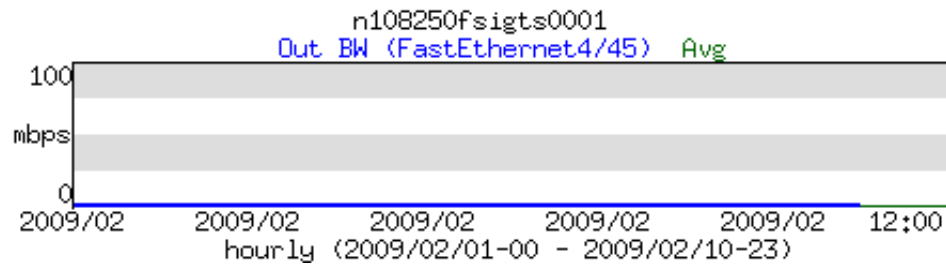 n108250fsigts0001
Out BW (FastEthernet4/45) Avg
100
mbps
0
2009/02 2009/02 2009/02 2009/02 2009/02 12:00
hourly (2009/02/01-00 - 2009/02/10-23)